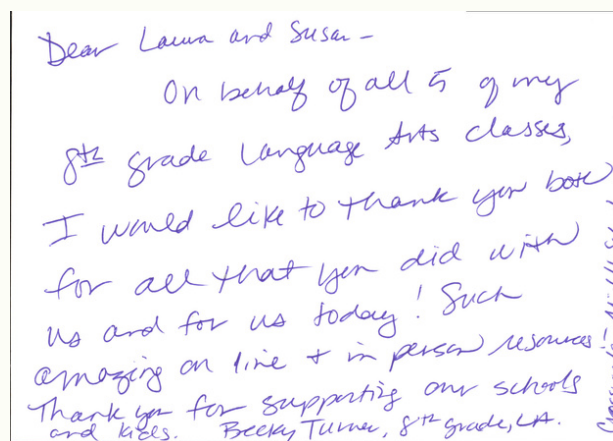 Dear Laura and Susan -
On behalf of all 5 of my
8th grade Language Arts classes,
I would like to thank you both
for all that you did with
us and for us today! Such
amazing on line + in person resources!
Thank you for supporting our schools
and kids. Becky Turner, 8th grade, LA.